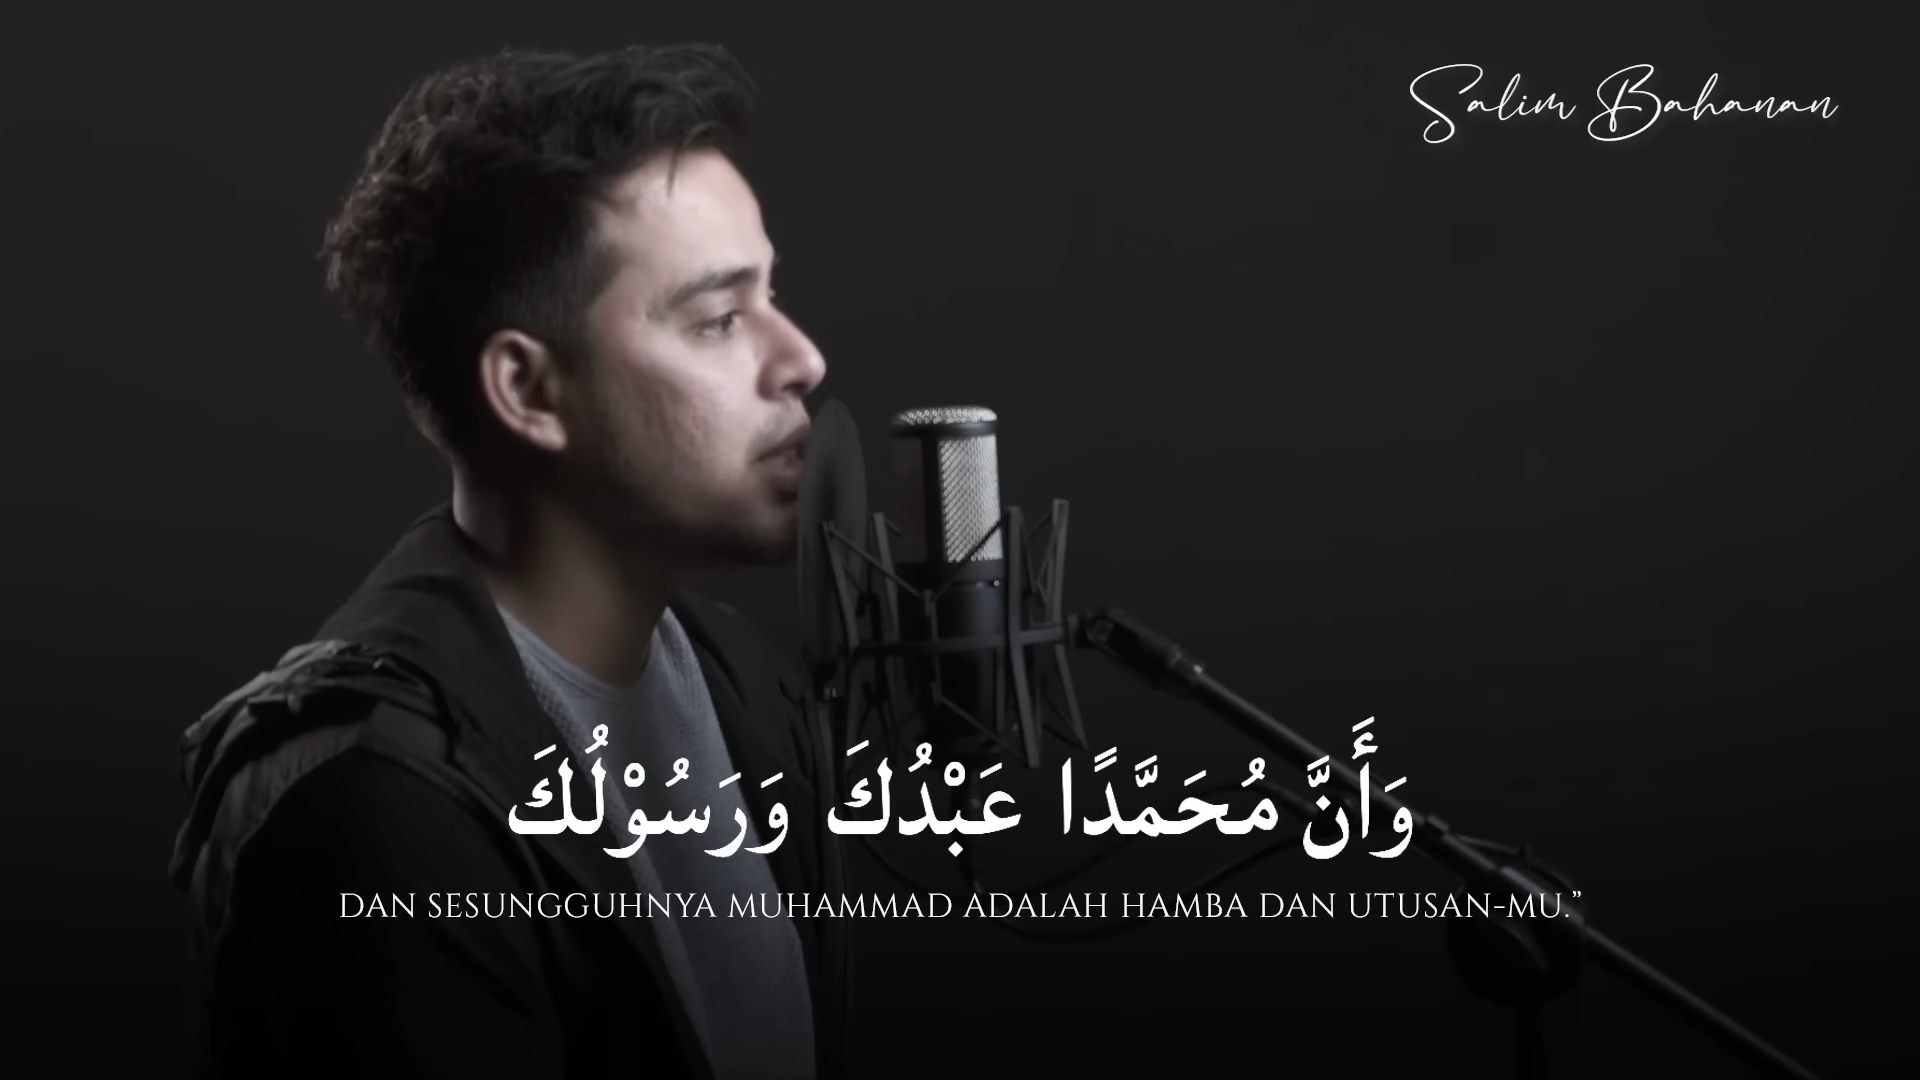 Salim Bahanan
وَأَنَّ مُحَمَّدًا عَبْدُكَ وَرَسُوْلُكَ
DAN SESUNGGUHNYA MUHAMMAD ADALAH HAMBA DAN UTUSAN-MU.”